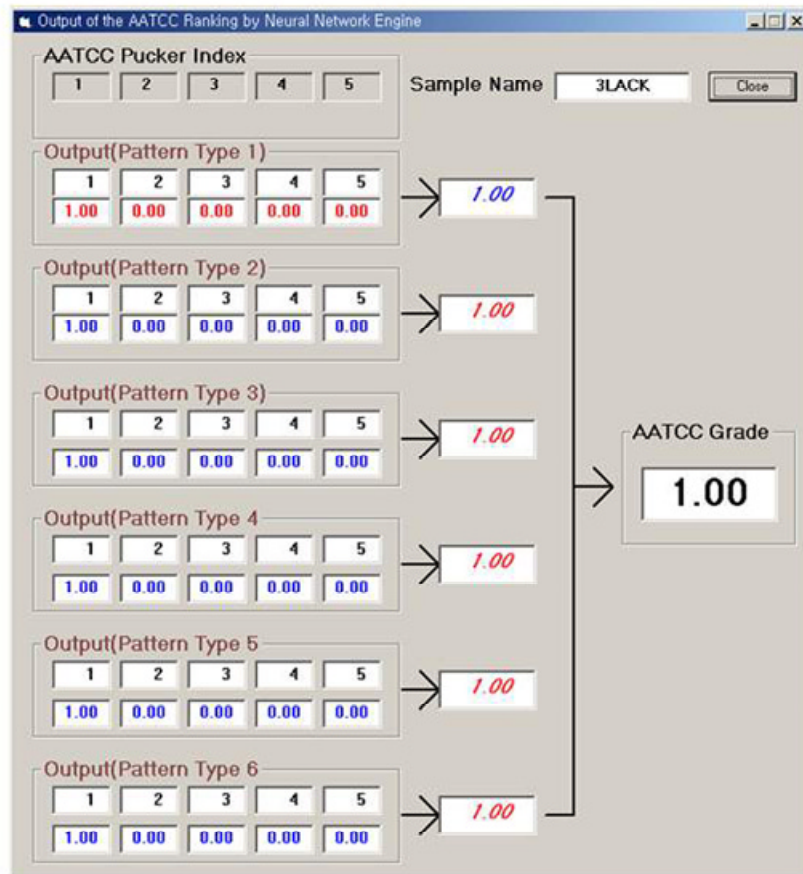 Output of the AATCC Ranking by Neural Network Engine
AATCC Pucker Index
1 2 3 4 5
Sample Name 3LACK Close
Output(Pattern Type 1)
1 2 3 4 5
1.00 0.00 0.00 0.00 0.00
1.00
Output(Pattern Type 2)
1 2 3 4 5
1.00 0.00 0.00 0.00 0.00
1.00
Output(Pattern Type 3)
1 2 3 4 5
1.00 0.00 0.00 0.00 0.00
1.00
AATCC Grade
1.00
Output(Pattern Type 4
1 2 3 4 5
1.00 0.00 0.00 0.00 0.00
1.00
Output(Pattern Type 5
1 2 3 4 5
1.00 0.00 0.00 0.00 0.00
1.00
Output(Pattern Type 6
1 2 3 4 5
1.00 0.00 0.00 0.00 0.00
1.00